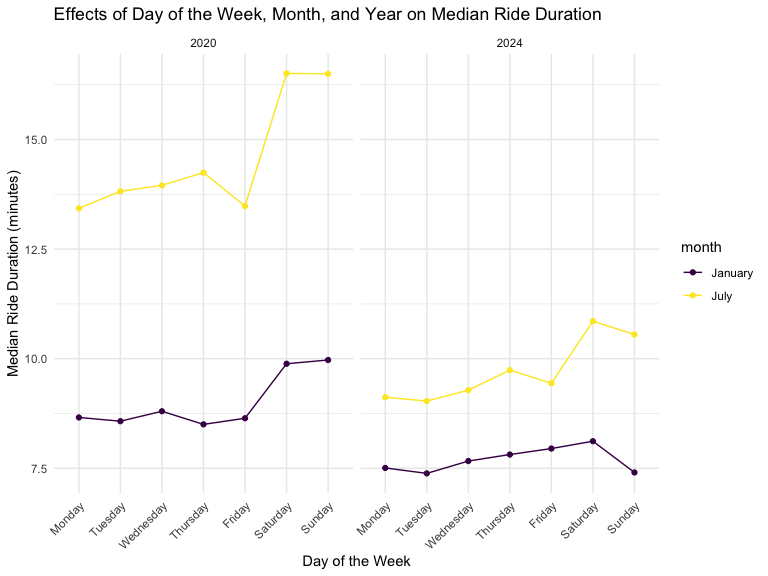 Effects of Day of the Week, Month, and Year on Median Ride Duration
2020
2024
Median Ride Duration (minutes)
15.0
12.5
10.0
7.5
Monday
Tuesday
Wednesday
Thursday
Friday
Saturday
Sunday
Monday
Tuesday
Wednesday
Thursday
Friday
Saturday
Sunday
Day of the Week
month
January
July